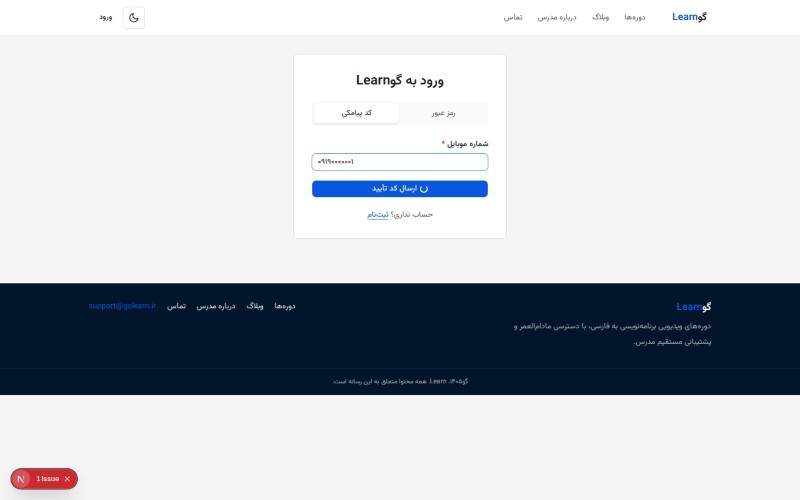 گوLearn
دوره‌ها وبلاگ درباره مدرس تماس
ورود
ورود به گوLearn
رمز عبور
کد پیامکی
شماره موبایل *
۰۹۱۹۰۰۰۰۰۰۱
ارسال کد تأیید
حساب نداری؟ ثبت‌نام
گوLearn
دوره‌های ویدیویی برنامه‌نویسی به فارسی، با دسترسی مادام‌العمر و
پشتیبانی مستقیم مدرس.
دوره‌ها وبلاگ درباره مدرس تماس support@golearn.ir
گوLearn ،۱۴۰۵. همه محتوا متعلق به این رسانه است.
N 1 Issue ×